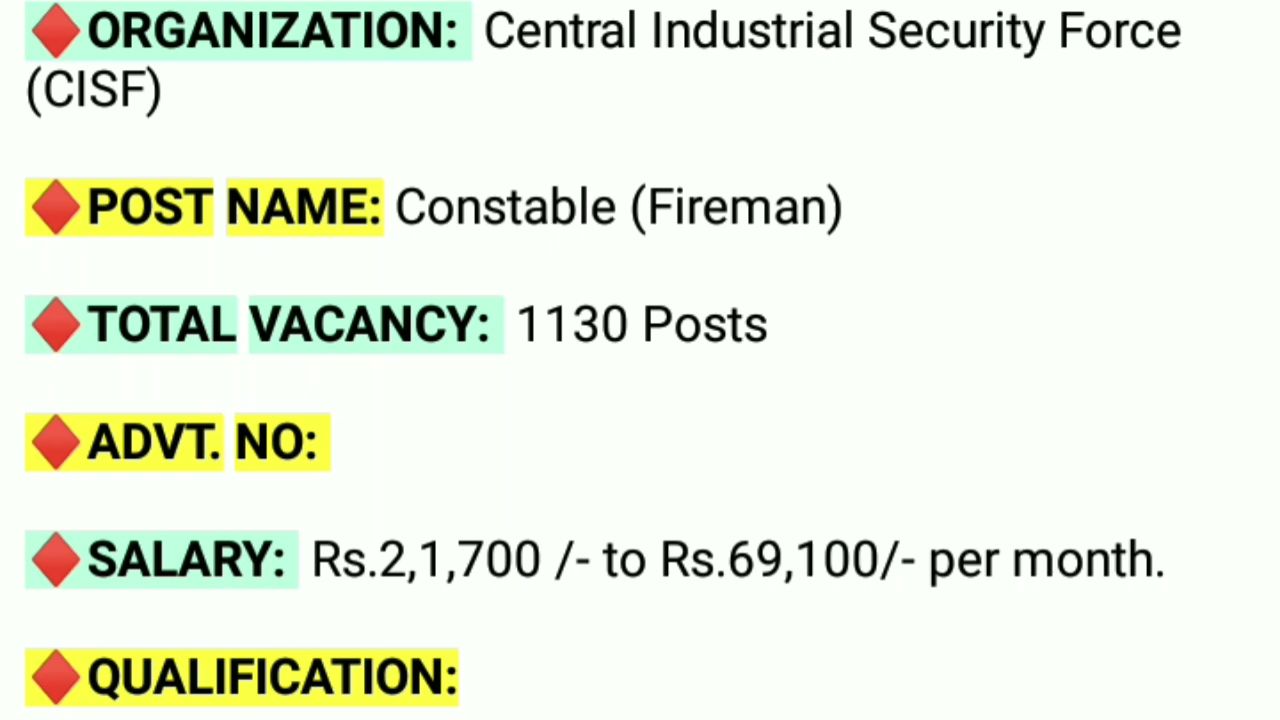 ♦ORGANIZATION: Central Industrial Security Force
(CISF)
♦POST NAME: Constable (Fireman)
♦TOTAL VACANCY: 1130 Posts
♦ADVT. NO:
♦SALARY: Rs.2,1,700 /- to Rs.69,100/- per month.
♦QUALIFICATION: